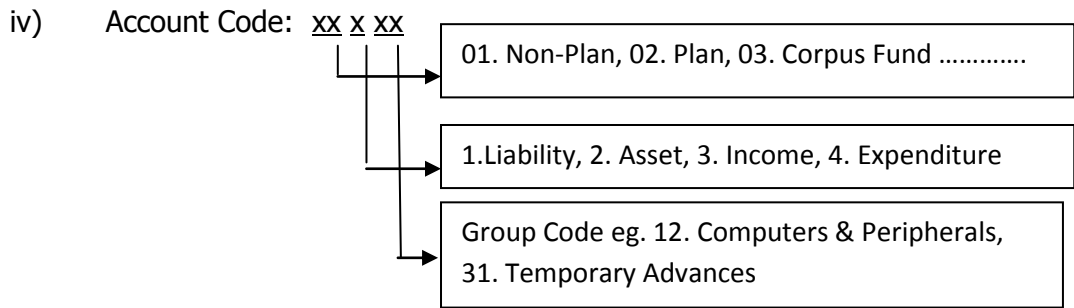 iv) Account Code: xx x xx
01. Non-Plan, 02. Plan, 03. Corpus Fund .............
1.Liability, 2. Asset, 3. Income, 4. Expenditure
Group Code eg. 12. Computers & Peripherals,
31. Temporary Advances